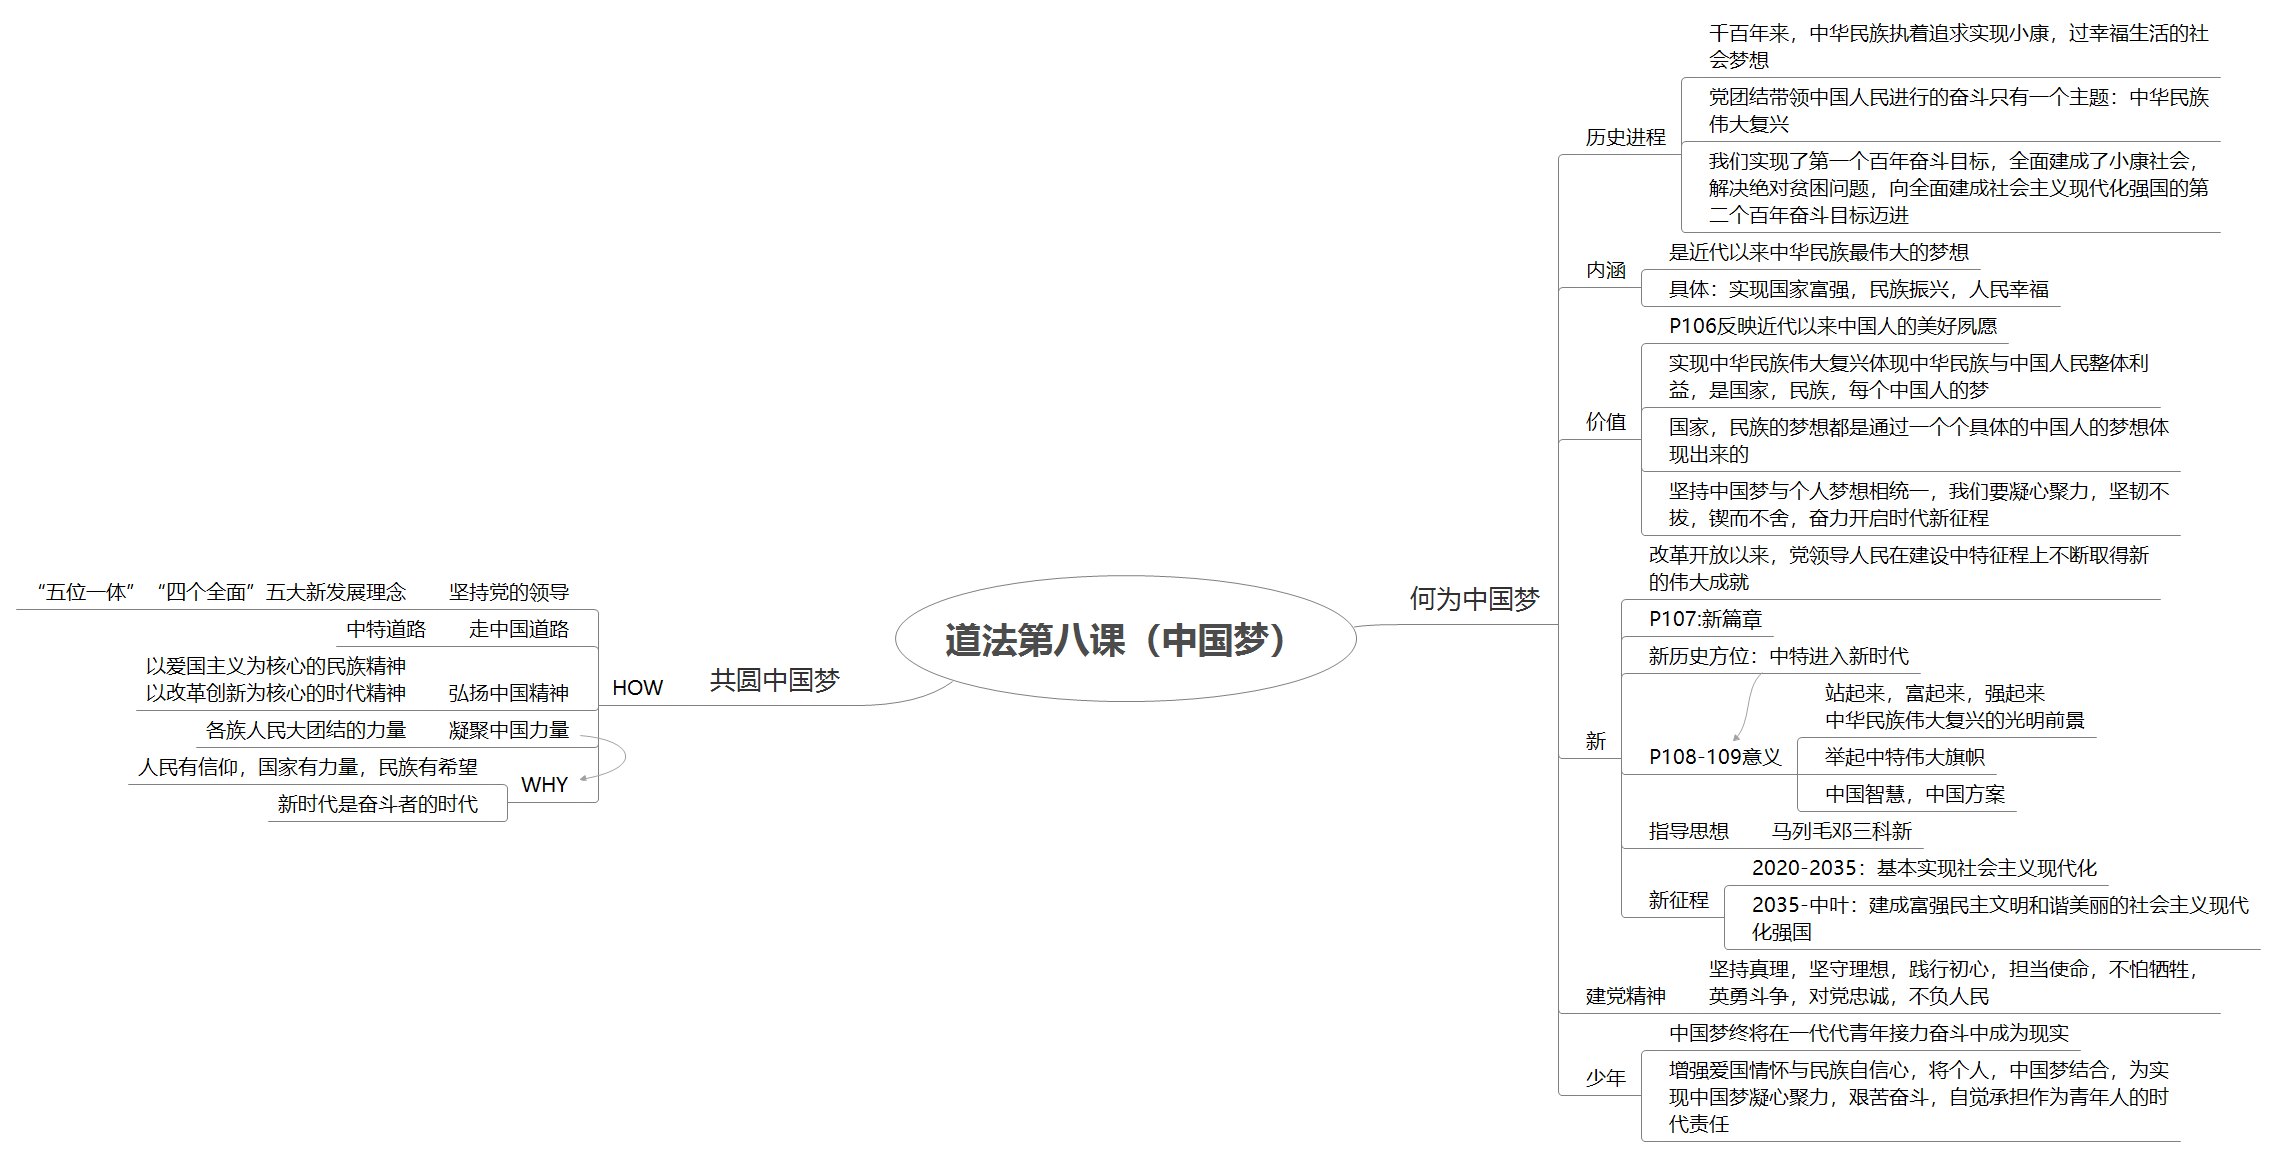 道法第八课（中国梦）
何为中国梦
历史进程
千百年来，中华民族执着追求实现小康，过幸福生活的社
会梦想
党团结带领中国人民进行的奋斗只有一个主题：中华民族
伟大复兴
我们实现了第一个百年奋斗目标，全面建成了小康社会，
解决绝对贫困问题，向全面建成社会主义现代化强国的第
二个百年奋斗目标迈进
内涵
是近代以来中华民族最伟大的梦想
具体：实现国家富强，民族振兴，人民幸福
价值
P106反映近代以来中国人的美好夙愿
实现中华民族伟大复兴体现中华民族与中国人民整体利
益，是国家，民族，每个中国人的梦
国家，民族的梦想都是通过一个个具体的中国人的梦想体
现出来的
坚持中国梦与个人梦想相统一，我们要凝心聚力，坚韧不
拔，锲而不舍，奋力开启时代新征程
新
改革开放以来，党领导人民在建设中特征程上不断取得新
的伟大成就
P107:新篇章
新历史方位：中特进入新时代
P108-109意义
站起来，富起来，强起来
中华民族伟大复兴的光明前景
举起中特伟大旗帜
中国智慧，中国方案
指导思想
马列毛邓三科新
新征程
2020-2035：基本实现社会主义现代化
2035-中叶：建成富强民主文明和谐美丽的社会主义现代
化强国
建党精神
坚持真理，坚守理想，践行初心，担当使命，不怕牺牲，
英勇斗争，对党忠诚，不负人民
少年
中国梦终将在一代代青年接力奋斗中成为现实
增强爱国情怀与民族自信心，将个人，中国梦结合，为实
现中国梦凝心聚力，艰苦奋斗，自觉承担作为青年人的时
代责任
共圆中国梦
HOW
坚持党的领导
“五位一体”“四个全面”五大新发展理念
走中国道路
中特道路
弘扬中国精神
以爱国主义为核心的民族精神
以改革创新为核心的时代精神
凝聚中国力量
各族人民大团结的力量
WHY
人民有信仰，国家有力量，民族有希望
新时代是奋斗者的时代